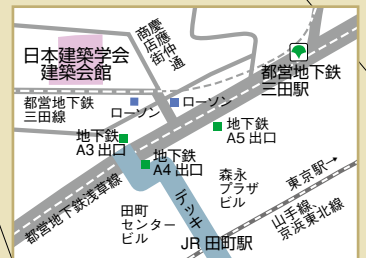 慶應仲通
商店街
日本建築学会
建築会館
都営地下鉄
三田駅
都営地下鉄
三田線
ローソン
ローソン
地下鉄
A3 出口
地下鉄
A4 出口
地下鉄
A5 出口
都営地下鉄浅草線
田町
センター
ビル
デッキ
森永
プラザ
ビル
東京駅→
山手線、
京浜東北線
JR 田町駅